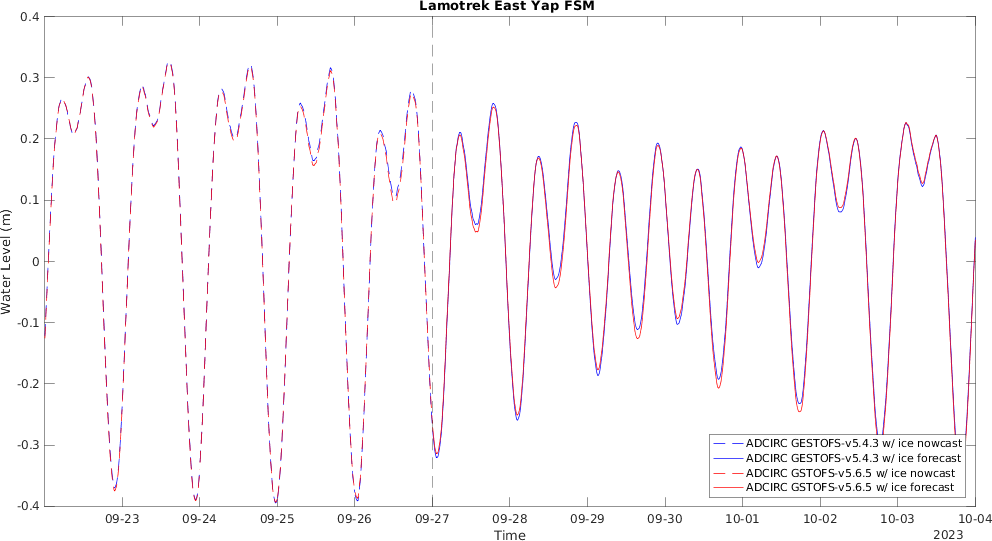 Lamotrek East Yap FSM
0.4
0.3
0.2
0.1
0
-0.1
-0.2
-0.3
-0.4
Water Level (m)
ADCIRC GESTOFS-v5.4.3 w/ ice nowcast
ADCIRC GESTOFS-v5.4.3 w/ ice forecast
ADCIRC GSTOFS-v5.6.5 w/ ice nowcast
ADCIRC GSTOFS-v5.6.5 w/ ice forecast
09-23 09-24 09-25 09-26 09-27 09-28 09-29 09-30 10-01 10-02 10-03 10-04
Time
2023